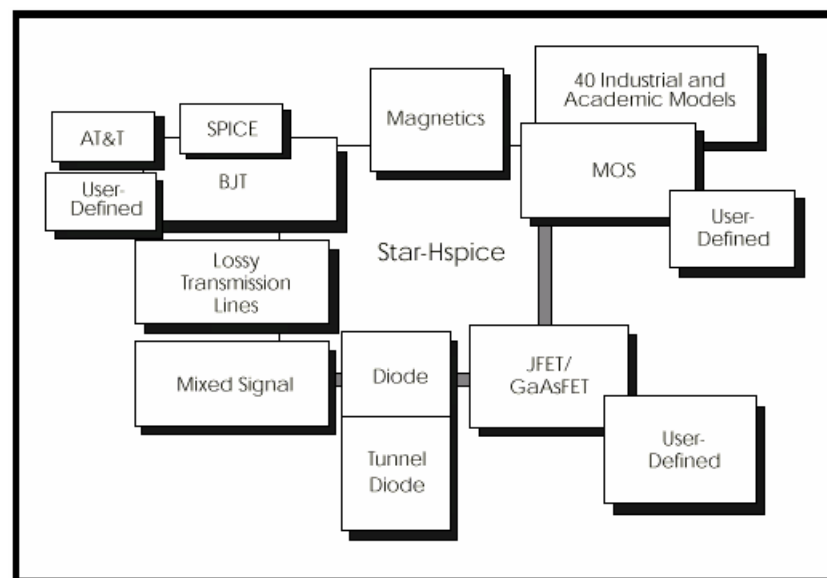 40 Industrial and
Academic Models
Magnetics
SPICE
AT&T
BJT
MOS
User-
Defined
User-
Defined
Star-Hspice
Lossy
Transmission
Lines
JFET/
GaAsFET
Diode
Mixed Signal
User-
Defined
Tunnel
Diode